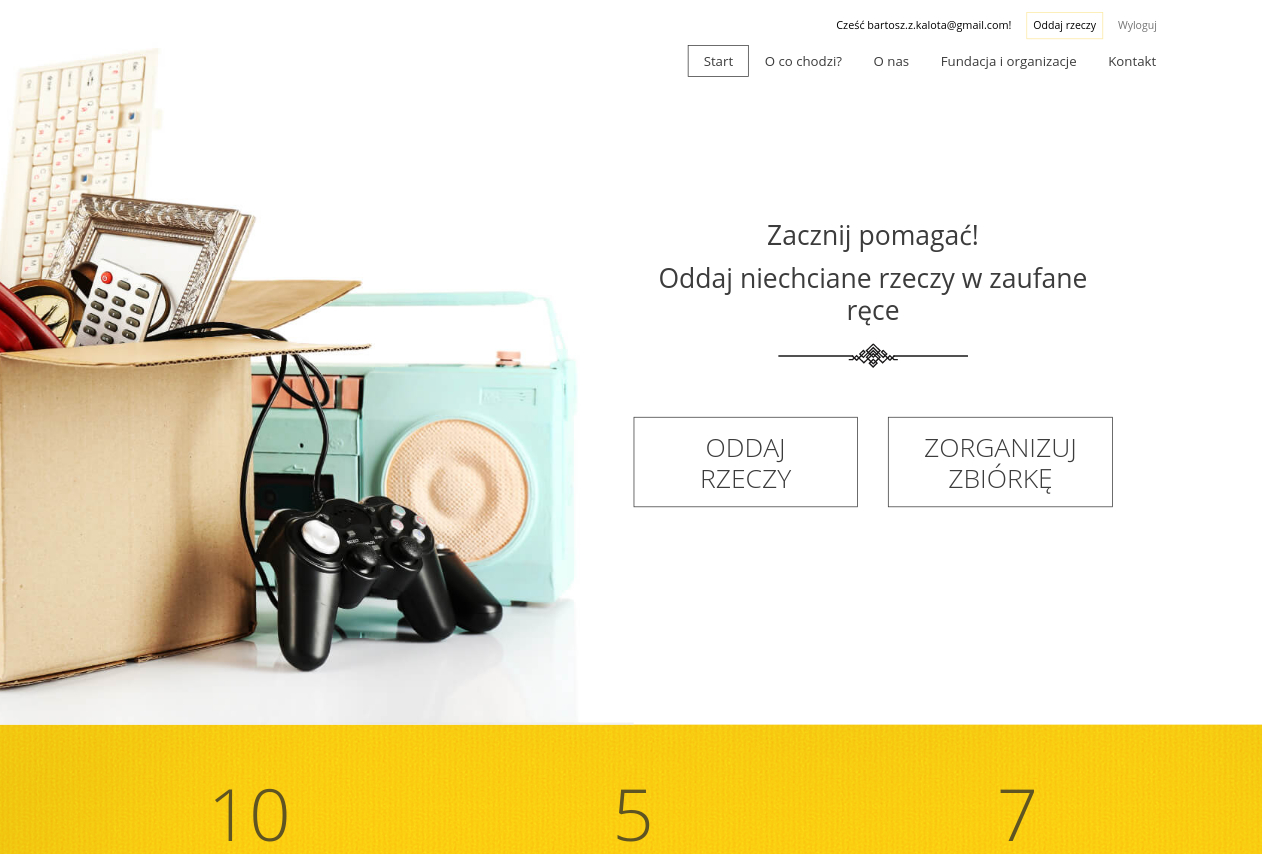 Cześć bartosz.z.kalota@gmail.com! Oddaj rzeczy Wyloguj
Start O co chodzi? O nas Fundacja i organizacje Kontakt
Zacznij pomagać!
Oddaj niechciane rzeczy w zaufane
ręce
ODDAJ
RZECZY
ZORGANIZUJ
ZBIÓRKĘ
10 5 7